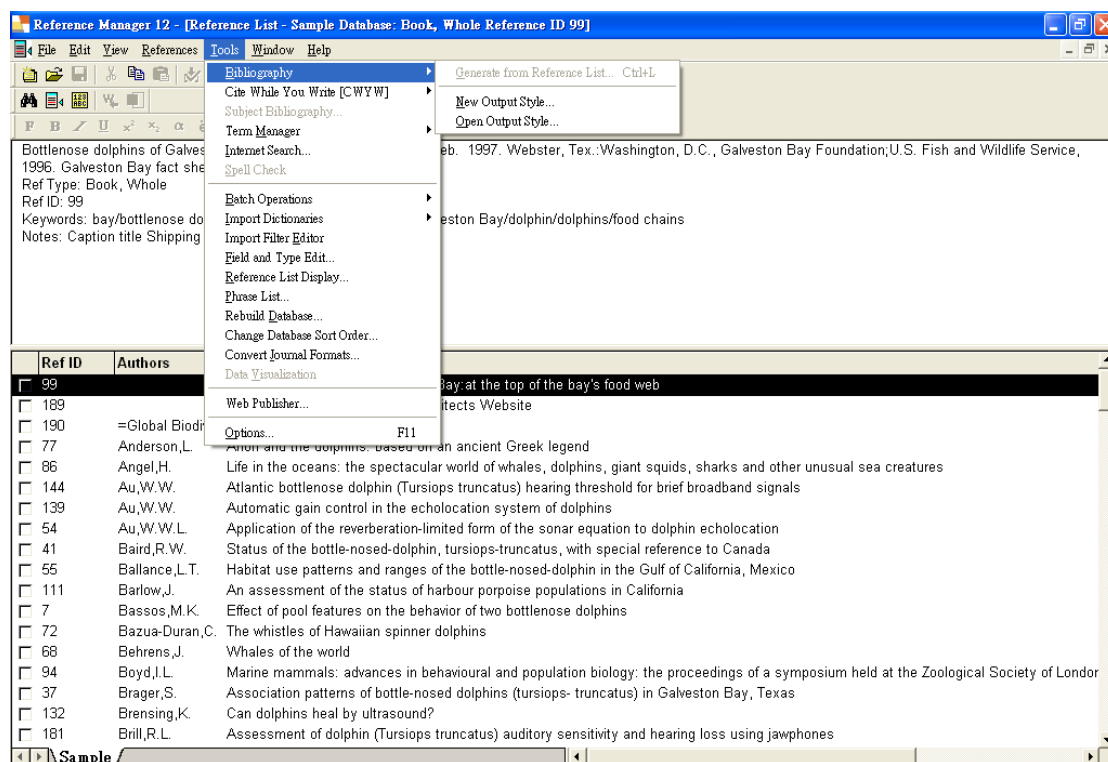 Reference Manager 12 - [Reference List - Sample Database: Book, Whole Reference ID 99]
File Edit View References Tools Window Help
Bibliography
Cite While You Write [CWYW]
Subject Bibliography...
Term Manager
Internet Search...
Spell Check
Batch Operations
Import Dictionaries
Import Filter Editor
Field and Type Edit...
Reference List Display...
Phrase List...
Rebuild Database...
Change Database Sort Order...
Convert Journal Formats...
Data Visualization
Web Publisher...
Options... F11
Generate from Reference List... Ctrl+L
New Output Style...
Open Output Style...
F B I U x² x₂ α
Bottlenose dolphins of Galves eb. 1997. Webster, Tex.:Washington, D.C., Galveston Bay Foundation;U.S. Fish and Wildlife Service,
1996. Galveston Bay fact she
Ref Type: Book, Whole
Ref ID: 99
Keywords: bay/bottlenose do eston Bay/dolphin/dolphins/food chains
Notes: Caption title Shipping
Ref ID Authors
99 Bay:at the top of the bay's food web
189 itects Website
190 =Global Biodi
77 Anderson,L. Arion and the dolphins: based on an ancient Greek legend
86 Angel,H. Life in the oceans: the spectacular world of whales, dolphins, giant squids, sharks and other unusual sea creatures
144 Au,W.W. Atlantic bottlenose dolphin (Tursiops truncatus) hearing threshold for brief broadband signals
139 Au,W.W. Automatic gain control in the echolocation system of dolphins
54 Au,W.W.L. Application of the reverberation-limited form of the sonar equation to dolphin echolocation
41 Baird,R.W. Status of the bottle-nosed-dolphin, tursiops-truncatus, with special reference to Canada
55 Ballance,L.T. Habitat use patterns and ranges of the bottle-nosed-dolphin in the Gulf of California, Mexico
111 Barlow,J. An assessment of the status of harbour porpoise populations in California
7 Bassos,M.K. Effect of pool features on the behavior of two bottlenose dolphins
72 Bazua-Duran,C. The whistles of Hawaiian spinner dolphins
68 Behrens,J. Whales of the world
94 Boyd,I.L. Marine mammals: advances in behavioural and population biology: the proceedings of a symposium held at the Zoological Society of London
37 Brager,S. Association patterns of bottle-nosed dolphins (tursiops- truncatus) in Galveston Bay, Texas
132 Brensing,K. Can dolphins heal by ultrasound?
181 Brill,R.L. Assessment of dolphin (Tursiops truncatus) auditory sensitivity and hearing loss using jawphones
Sample